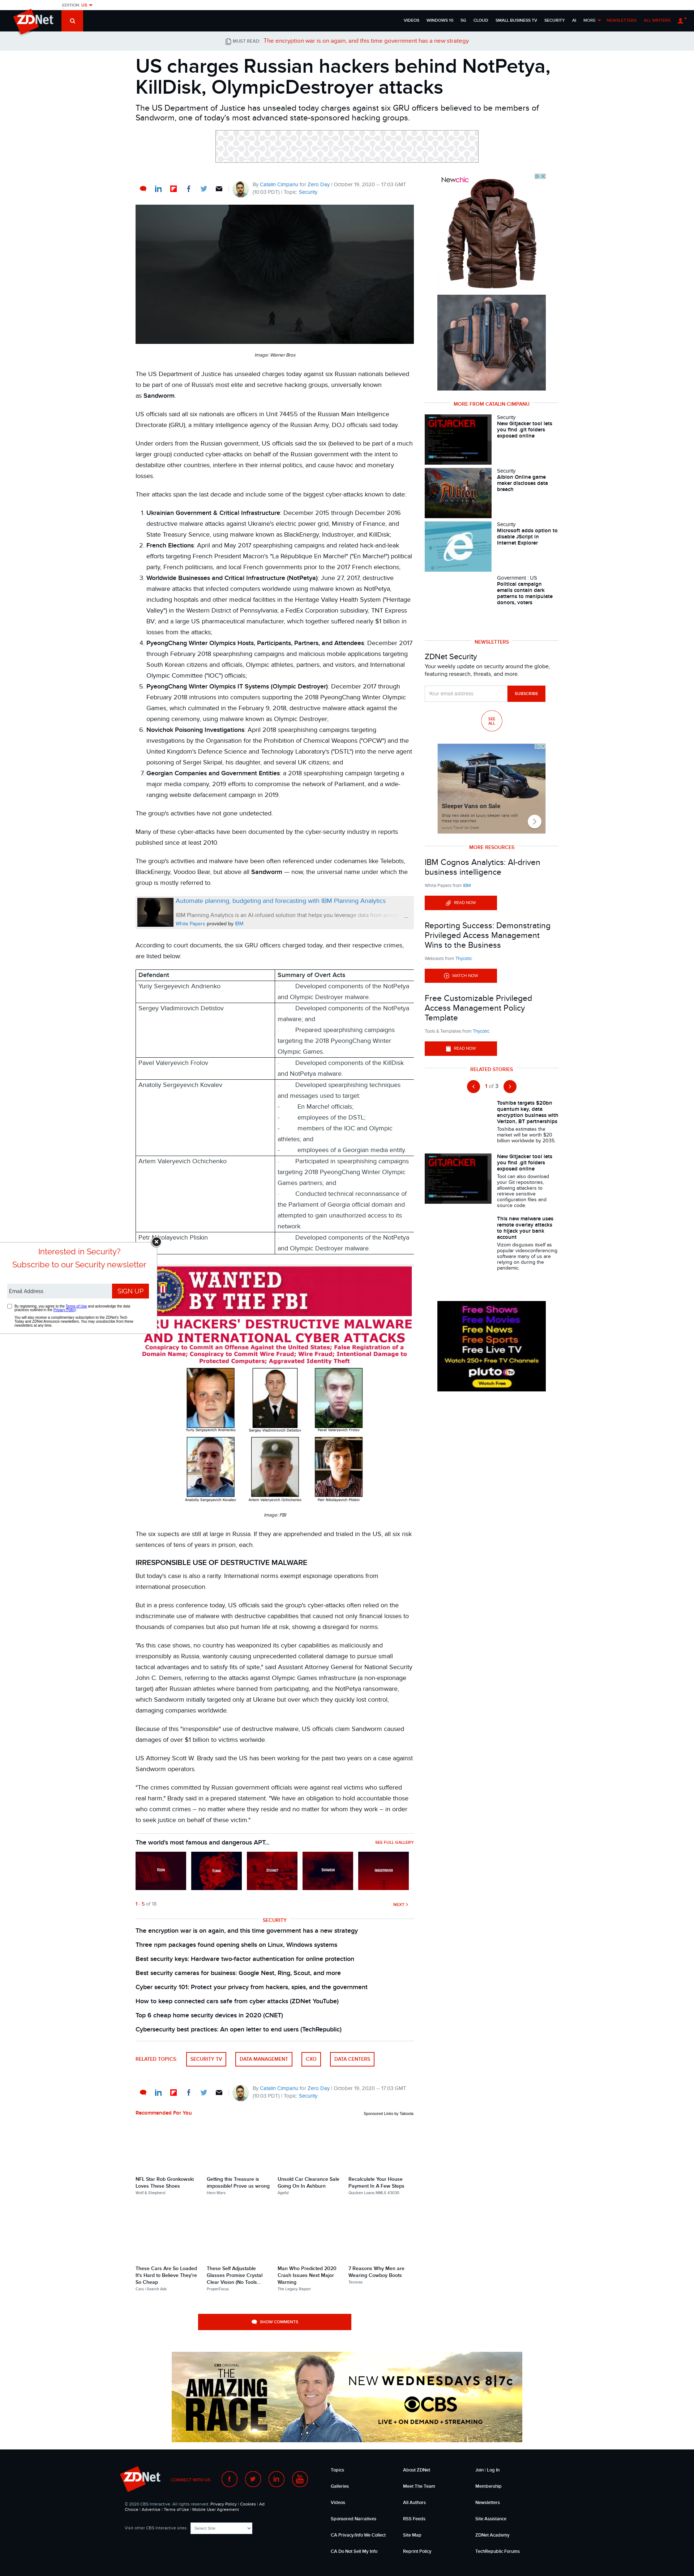 EDITION: US
ZDNet
VIDEOS
WINDOWS 10
5G
CLOUD
SMALL BUSINESS TV
SECURITY
AI
MORE
NEWSLETTERS
ALL WRITERS
MUST READ: The encryption war is on again, and this time government has a new strategy
US charges Russian hackers behind NotPetya,
KillDisk, OlympicDestroyer attacks
The US Department of Justice has unsealed today charges against six GRU officers believed to be members of
Sandworm, one of today's most advanced state-sponsored hacking groups.
By Catalin Cimpanu for Zero Day | October 19, 2020 -- 17:03 GMT
(10:03 PDT) | Topic: Security
Image: Warner Bros
The US Department of Justice has unsealed charges today against six Russian nationals believed
to be part of one of Russia's most elite and secretive hacking groups, universally known
as Sandworm.
US officials said all six nationals are officers in Unit 74455 of the Russian Main Intelligence
Directorate (GRU), a military intelligence agency of the Russian Army, DOJ officials said today.
Under orders from the Russian government, US officials said the six (believed to be part of a much
larger group) conducted cyber-attacks on behalf of the Russian government with the intent to
destabilize other countries, interfere in their internal politics, and cause havoc and monetary
losses.
Their attacks span the last decade and include some of the biggest cyber-attacks known to date:
1. Ukrainian Government & Critical Infrastructure: December 2015 through December 2016
destructive malware attacks against Ukraine's electric power grid, Ministry of Finance, and
State Treasury Service, using malware known as BlackEnergy, Industroyer, and KillDisk;
2. French Elections: April and May 2017 spearphishing campaigns and related hack-and-leak
efforts targeting French President Macron's "La République En Marche!" ("En Marche!") political
party, French politicians, and local French governments prior to the 2017 French elections;
3. Worldwide Businesses and Critical Infrastructure (NotPetya): June 27, 2017, destructive
malware attacks that infected computers worldwide using malware known as NotPetya,
including hospitals and other medical facilities in the Heritage Valley Health System ("Heritage
Valley") in the Western District of Pennsylvania; a FedEx Corporation subsidiary, TNT Express
BV; and a large US pharmaceutical manufacturer, which together suffered nearly $1 billion in
losses from the attacks;
4. PyeongChang Winter Olympics Hosts, Participants, Partners, and Attendees: December 2017
through February 2018 spearphishing campaigns and malicious mobile applications targeting
South Korean citizens and officials, Olympic athletes, partners, and visitors, and International
Olympic Committee ("IOC") officials;
5. PyeongChang Winter Olympics IT Systems (Olympic Destroyer): December 2017 through
February 2018 intrusions into computers supporting the 2018 PyeongChang Winter Olympic
Games, which culminated in the February 9, 2018, destructive malware attack against the
opening ceremony, using malware known as Olympic Destroyer;
6. Novichok Poisoning Investigations: April 2018 spearphishing campaigns targeting
investigations by the Organisation for the Prohibition of Chemical Weapons ("OPCW") and the
United Kingdom's Defence Science and Technology Laboratory's ("DSTL") into the nerve agent
poisoning of Sergei Skripal, his daughter, and several UK citizens; and
7. Georgian Companies and Government Entities: a 2018 spearphishing campaign targeting a
major media company, 2019 efforts to compromise the network of Parliament, and a wide-
ranging website defacement campaign in 2019.
The group's activities have not gone undetected.
Many of these cyber-attacks have been documented by the cyber-security industry in reports
published since at least 2010.
The group's activities and malware have been often referenced under codenames like Telebots,
BlackEnergy, Voodoo Bear, but above all Sandworm — now, the universal name under which the
group is mostly referred to.
Automate planning, budgeting and forecasting with IBM Planning Analytics
IBM Planning Analytics is an AI-infused solution that helps you leverage data from across ...
White Papers provided by IBM
According to court documents, the six GRU officers charged today, and their respective crimes,
are listed below:
Defendant
Summary of Overt Acts
Yuriy Sergeyevich Andrienko
Developed components of the NotPetya
and Olympic Destroyer malware.
Sergey Vladimirovich Detistov
Developed components of the NotPetya
malware; and
Prepared spearphishing campaigns
targeting the 2018 PyeongChang Winter
Olympic Games.
Pavel Valeryevich Frolov
Developed components of the KillDisk
and NotPetya malware.
Anatoliy Sergeyevich Kovalev
Developed spearphishing techniques
and messages used to target:
- En Marche! officials;
- employees of the DSTL;
- members of the IOC and Olympic
athletes; and
- employees of a Georgian media entity.
Artem Valeryevich Ochichenko
Participated in spearphishing campaigns
targeting 2018 PyeongChang Winter Olympic
Games partners; and
Conducted technical reconnaissance of
the Parliament of Georgia official domain and
attempted to gain unauthorized access to its
network.
Petr Nikolayevich Pliskin
Developed components of the NotPetya
and Olympic Destroyer malware.
WANTED
BY THE FBI
RU HACKERS' DESTRUCTIVE MALWARE
AND INTERNATIONAL CYBER ATTACKS
Conspiracy to Commit an Offense Against the United States; False Registration of a
Domain Name; Conspiracy to Commit Wire Fraud; Wire Fraud; Intentional Damage to
Protected Computers; Aggravated Identity Theft
Yuriy Sergeyevich Andrienko
Sergey Vladimirovich Detistov
Pavel Valeryevich Frolov
Anatoliy Sergeyevich Kovalev
Artem Valeryevich Ochichenko
Petr Nikolayevich Pliskin
Image: FBI
The six supects are still at large in Russia. If they are apprehended and trialed in the US, all six risk
sentences of tens of years in prison, each.
IRRESPONSIBLE USE OF DESTRUCTIVE MALWARE
But today's case is also a rarity. International norms exempt espionage operations from
international prosecution.
But in a press conference today, US officials said the group's cyber-attacks often relied on the
indiscriminate use of malware with destructive capabilities that caused not only financial losses to
thousands of companies but also put human life at risk, showing a disregard for norms.
"As this case shows, no country has weaponized its cyber capabilities as maliciously and
irresponsibly as Russia, wantonly causing unprecedented collateral damage to pursue small
tactical advantages and to satisfy fits of spite," said Assistant Attorney General for National Security
John C. Demers, referring to the attacks against Olympic Games infrastructure (in a espionage
attempt) after Russian athletes where banned from participating, and the NotPetya ransomware,
which Sandworm initially targeted only at Ukraine but over which they quickly lost control,
damaging companies worldwide.
Because of this "irresponsible" use of destructive malware, US officials claim Sandworm caused
damages of over $1 billion to victims worlwide.
US Attorney Scott W. Brady said the US has been working for the past two years on a case against
Sandworm operators.
"The crimes committed by Russian government officials were against real victims who suffered
real harm," Brady said in a prepared statement. "We have an obligation to hold accountable those
who commit crimes – no matter where they reside and no matter for whom they work – in order
to seek justice on behalf of these victims."
The world's most famous and dangerous APT...
SEE FULL GALLERY
1 - 5 of 18
NEXT >
SECURITY
The encryption war is on again, and this time government has a new strategy
Three npm packages found opening shells on Linux, Windows systems
Best security keys: Hardware two-factor authentication for online protection
Best security cameras for business: Google Nest, Ring, Scout, and more
Cyber security 101: Protect your privacy from hackers, spies, and the government
How to keep connected cars safe from cyber attacks (ZDNet YouTube)
Top 6 cheap home security devices in 2020 (CNET)
Cybersecurity best practices: An open letter to end users (TechRepublic)
RELATED TOPICS:
SECURITY TV
DATA MANAGEMENT
CXO
DATA CENTERS
By Catalin Cimpanu for Zero Day | October 19, 2020 -- 17:03 GMT
(10:03 PDT) | Topic: Security
Recommended For You
Sponsored Links by Taboola
NFL Star Rob Gronkowski
Loves These Shoes
Wolf & Shepherd
Getting this Treasure is
impossible! Prove us wrong
Hero Wars
Unsold Car Clearance Sale
Going On In Ashburn
Ageful
Recalculate Your House
Payment In A Few Steps
Quicken Loans NMLS #3030
These Cars Are So Loaded
It's Hard to Believe They're
So Cheap
Cars | Search Ads
These Self Adjustable
Glasses Promise Crystal
Clear Vision (No Tools...
ProperFocus
Man Who Predicted 2020
Crash Issues Next Major
Warning
The Legacy Report
7 Reasons Why Men are
Wearing Cowboy Boots
Tecovas
SHOW COMMENTS
Newchic
MORE FROM CATALIN CIMPANU
GITJACKER
Security
New Gitjacker tool lets
you find .git folders
exposed online
Albion
Security
Albion Online game
maker discloses data
breach
Security
Microsoft adds option to
disable JScript in
Internet Explorer
Government : US
Political campaign
emails contain dark
patterns to manipulate
donors, voters
NEWSLETTERS
ZDNet Security
Your weekly update on security around the globe,
featuring research, threats, and more.
Your email address
SUBSCRIBE
SEE
ALL
Sleeper Vans on Sale
Shop new deals on luxury sleeper vans with
these top searches
MORE RESOURCES
IBM Cognos Analytics: AI-driven
business intelligence
White Papers from IBM
READ NOW
Reporting Success: Demonstrating
Privileged Access Management
Wins to the Business
Webcasts from Thycotic
WATCH NOW
Free Customizable Privileged
Access Management Policy
Template
Tools & Templates from Thycotic
READ NOW
RELATED STORIES
1 of 3
Toshiba targets $20bn
quantum key, data
encryption business with
Verizon, BT partnerships
Toshiba estimates the
market will be worth $20
billion worldwide by 2035.
GITJACKER
New Gitjacker tool lets
you find .git folders
exposed online
Tool can also download
your Git repositories,
allowing attackers to
retrieve sensitive
configuration files and
source code.
This new malware uses
remote overlay attacks
to hijack your bank
account
Vizom disguises itself as
popular videoconferencing
software many of us are
relying on during the
pandemic.
Free Shows
Free Movies
Free News
Free Sports
Free Live TV
Watch 250+ Free TV Channels
pluto tv
Watch Free
Interested in Security?
Subscribe to our Security newsletter
Email Address
SIGN UP
By registering, you agree to the Terms of Use and acknowledge the data
practices outlined in the Privacy Policy.
You will also receive a complimentary subscription to the ZDNet's Tech
Today and ZDNet Announce newsletters. You may unsubscribe from these
newsletters at any time.
CBS ORIGINAL
THE
AMAZING
RACE
NEW WEDNESDAYS 8|7c
CBS
LIVE + ON DEMAND + STREAMING
ZDNet
CONNECT WITH US
© 2020 CBS Interactive. All rights reserved. Privacy Policy | Cookies | Ad
Choice | Advertise | Terms of Use | Mobile User Agreement
Visit other CBS Interactive sites:
Select Site
Topics
Galleries
Videos
Sponsored Narratives
CA Privacy/Info We Collect
CA Do Not Sell My Info
About ZDNet
Meet The Team
All Authors
RSS Feeds
Site Map
Reprint Policy
Join | Log In
Membership
Newsletters
Site Assistance
ZDNet Academy
TechRepublic Forums